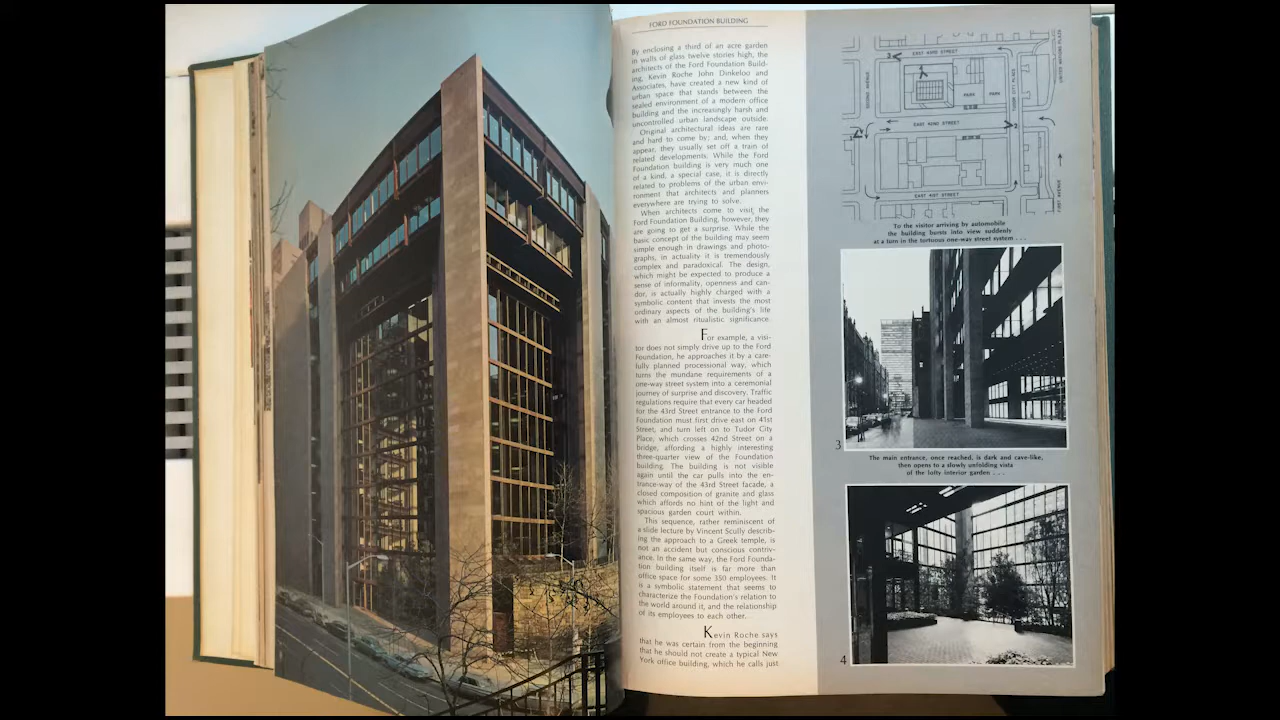 FORD FOUNDATION BUILDING
By enclosing a third of an acre garden
in walls of glass twelve stories high, the
architects of the Ford Foundation Build-
ing, Kevin Roche John Dinkeloo and
Associates, have created a new kind of
urban space that stands between the
sealed environment of a modern office
building and the increasingly harsh and
uncontrolled urban landscape outside.
Original architectural ideas are rare
and hard to come by; and, when they
appear, they usually set off a train of
related developments. While the Ford
Foundation building is very much one
of a kind, a special case, it is directly
related to problems of the urban envi-
ronment that architects and planners
everywhere are trying to solve.
When architects come to visit the
Ford Foundation Building, however, they
are going to get a surprise. While the
basic concept of the building may seem
simple enough in drawings and photo-
graphs, in actuality it is tremendously
complex and paradoxical. The design,
which might be expected to produce a
sense of informality, openness and can-
dor, is actually highly charged with a
symbolic content that invests the most
ordinary aspects of the building's life
with an almost ritualistic significance.
For example, a visi-
tor does not simply drive up to the Ford
Foundation, he approaches it by a care-
fully planned processional way, which
turns the mundane requirements of a
one-way street system into a ceremonial
journey of surprise and discovery. Traffic
regulations require that every car headed
for the 43rd Street entrance to the Ford
Foundation must first drive east on 41st
Street, and turn left on to Tudor City
Place, which crosses 42nd Street on a
bridge, affording a highly interesting
three-quarter view of the Foundation
building. The building is not visible
again until the car pulls into the en-
trance-way of the 43rd Street facade, a
closed composition of granite and glass
which affords no hint of the light and
spacious garden court within.
This sequence, rather reminiscent of
a slide lecture by Vincent Scully describ-
ing the approach to a Greek temple, is
not an accident but conscious contriv-
ance. In the same way, the Ford Founda-
tion building itself is far more than
office space for some 350 employees. It
is a symbolic statement that seems to
characterize the Foundation's relation to
the world around it, and the relationship
of its employees to each other.
Kevin Roche says
that he was certain from the beginning
that he should not create a typical New
York office building, which he calls just
EAST 43RD STREET
3
SECOND AVENUE
PARK
PARK
TUDOR CITY PLACE
UNITED NATIONS PLAZA
EAST 42ND STREET
2
1
EAST 41ST STREET
FIRST AVENUE
To the visitor arriving by automobile
the building bursts into view suddenly
at a turn in the tortuous one-way street system . . .
3
The main entrance, once reached, is dark and cave-like,
then opens to a slowly unfolding vista
of the lofty interior garden . . .
4